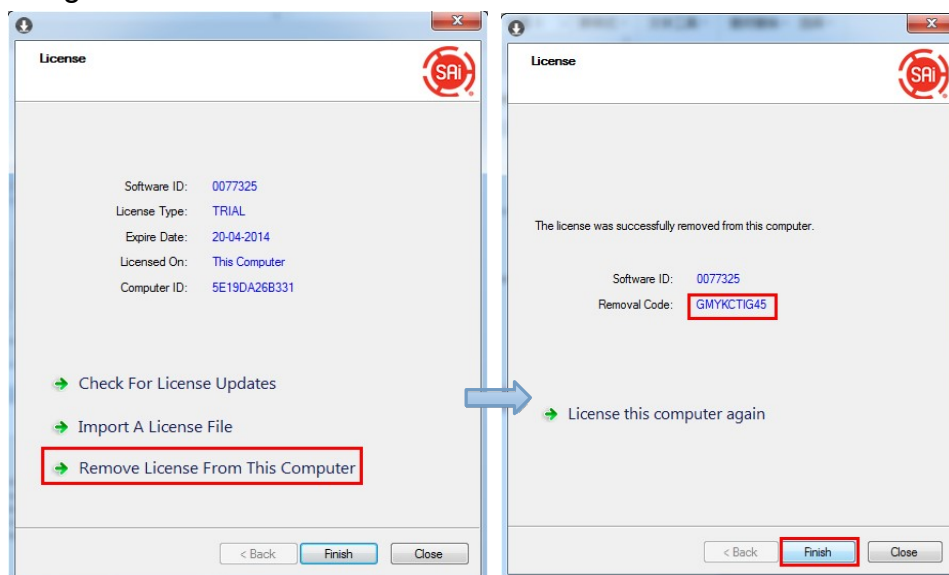 License
SAi
Software ID: 0077325
License Type: TRIAL
Expire Date: 20-04-2014
Licensed On: This Computer
Computer ID: 5E19DA26B331
Check For License Updates
Import A License File
Remove License From This Computer
< Back Finish Close
License
SAi
The license was successfully removed from this computer.
Software ID: 0077325
Removal Code: GMYKCTIG45
License this computer again
< Back Finish Close